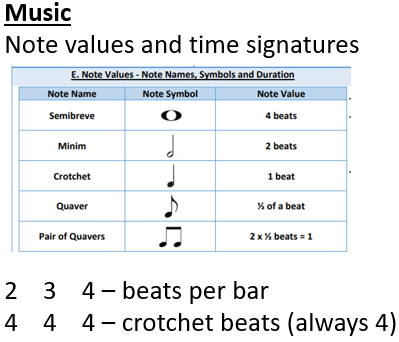 Music
Note values and time signatures
E. Note Values - Note Names, Symbols and Duration
Note Name Note Symbol Note Value
Semibreve 4 beats
Minim 2 beats
Crotchet 1 beat
Quaver ½ of a beat
Pair of Quavers 2 x ½ beats = 1
2 3 4 – beats per bar
4 4 4 – crotchet beats (always 4)